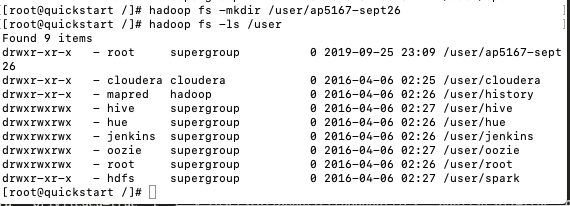 [root@quickstart /]# hadoop fs -mkdir /user/ap5167-sept26
[root@quickstart /]# hadoop fs -ls /user
Found 9 items
drwxr-xr-x   - root     supergroup          0 2019-09-25 23:09 /user/ap5167-sept
26
drwxr-xr-x   - cloudera cloudera            0 2016-04-06 02:25 /user/cloudera
drwxr-xr-x   - mapred   hadoop              0 2016-04-06 02:26 /user/history
drwxrwxrwx   - hive     supergroup          0 2016-04-06 02:27 /user/hive
drwxrwxrwx   - hue      supergroup          0 2016-04-06 02:26 /user/hue
drwxrwxrwx   - jenkins  supergroup          0 2016-04-06 02:26 /user/jenkins
drwxrwxrwx   - oozie    supergroup          0 2016-04-06 02:27 /user/oozie
drwxrwxrwx   - root     supergroup          0 2016-04-06 02:26 /user/root
drwxr-xr-x   - hdfs     supergroup          0 2016-04-06 02:27 /user/spark
[root@quickstart /]#